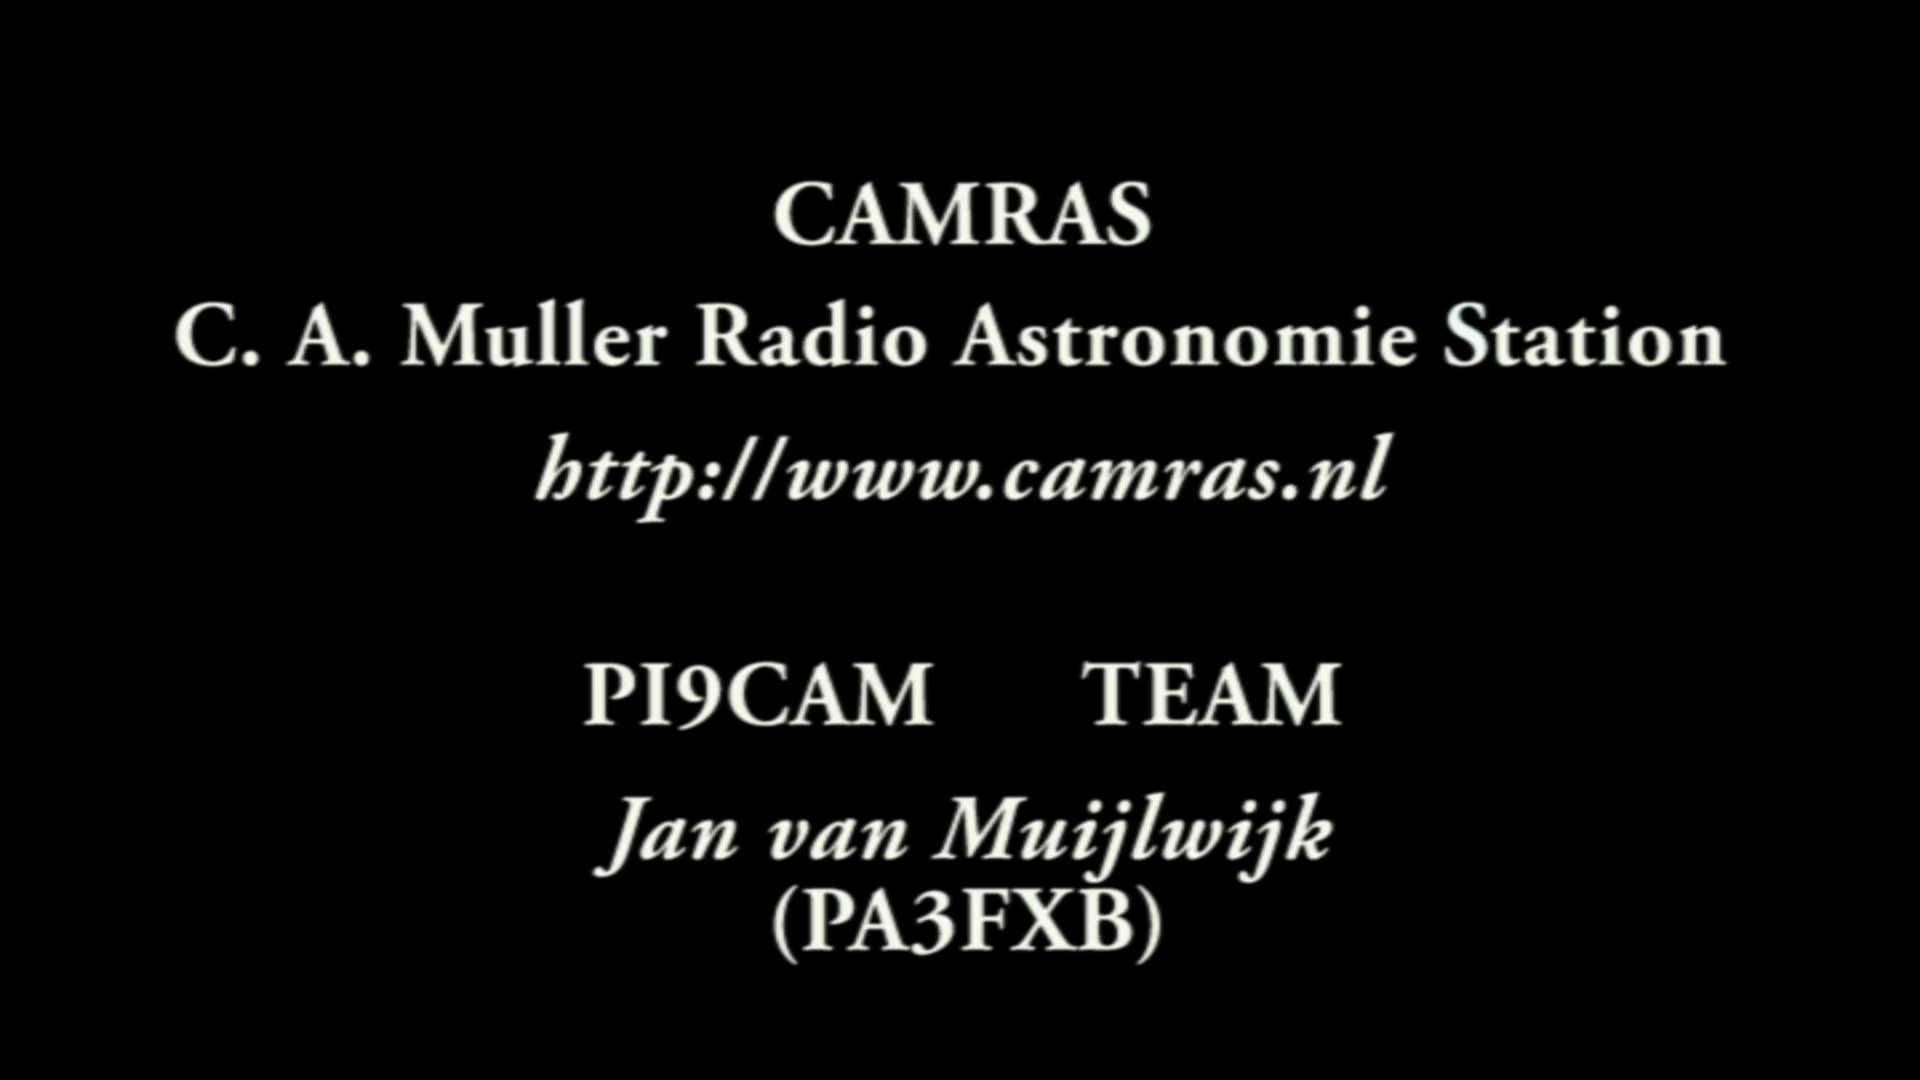 CAMRAS
C. A. Muller Radio Astronomie Station
http://www.camras.nl
PI9CAM TEAM
Jan van Muijlwijk
(PA3FXB)